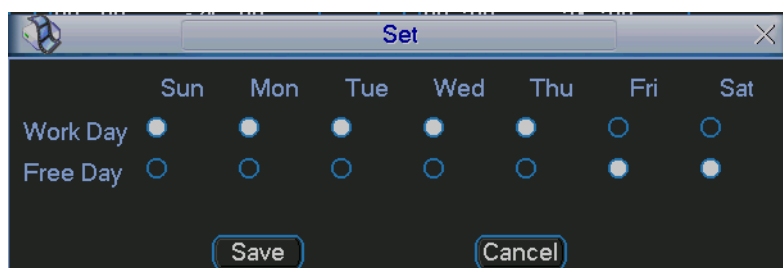 Set
Sun Mon Tue Wed Thu Fri Sat
Work Day
Free Day
Save Cancel